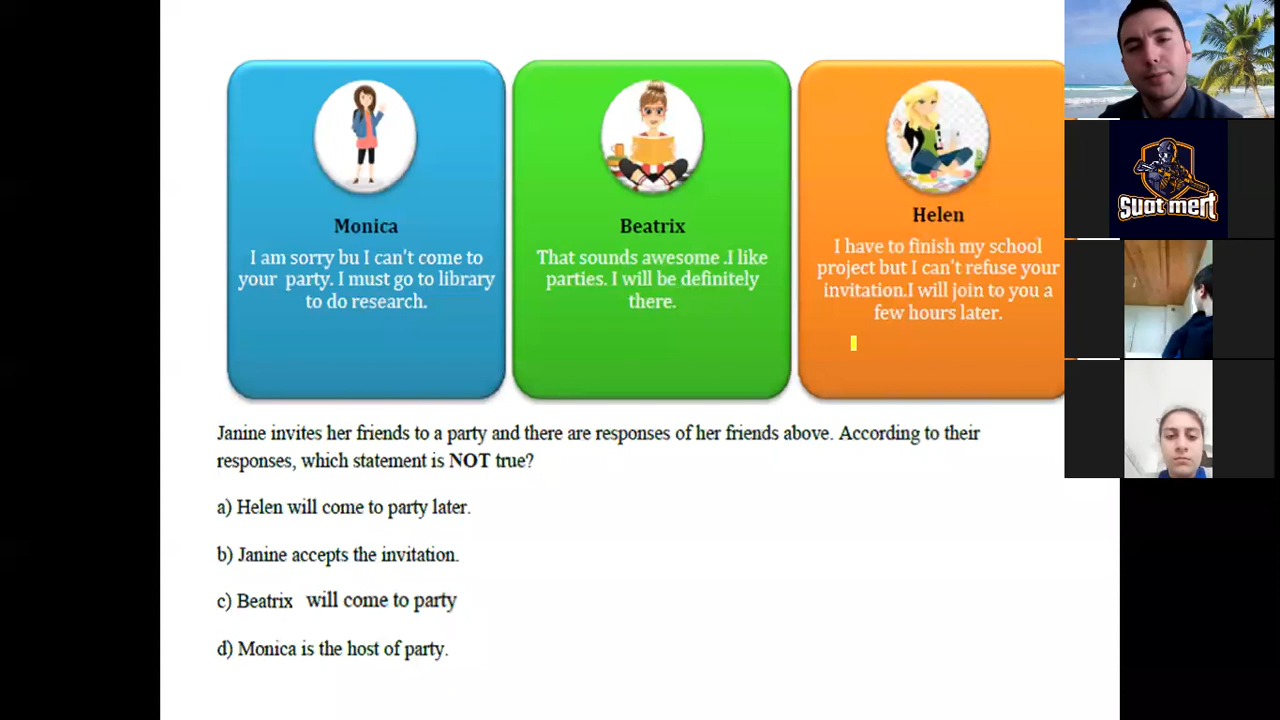 Monica
I am sorry bu I can't come to
your party. I must go to library
to do research.
Beatrix
That sounds awesome .I like
parties. I will be definitely
there.
Helen
I have to finish my school
project but I can't refuse your
invitation.I will join to you a
few hours later.
SUOT MERT
Janine invites her friends to a party and there are responses of her friends above. According to their
responses, which statement is NOT true?
a) Helen will come to party later.
b) Janine accepts the invitation.
c) Beatrix will come to party
d) Monica is the host of party.